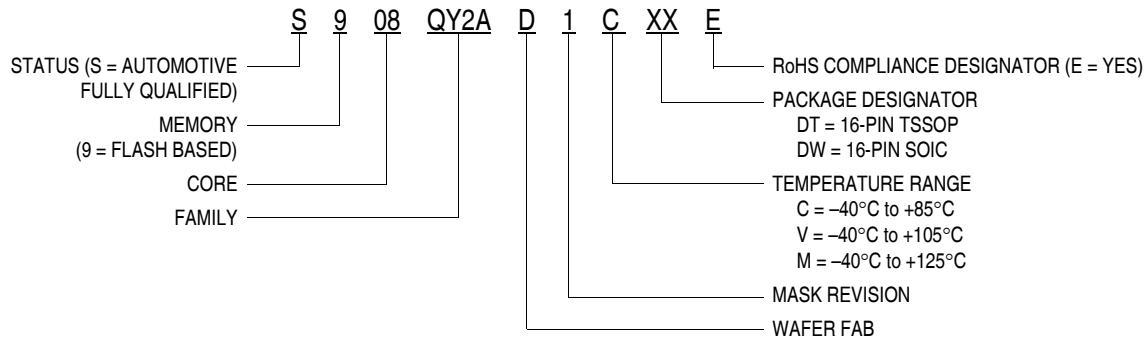 S 9 08 QY2A D 1 C XX E
STATUS (S = AUTOMOTIVE
FULLY QUALIFIED)
MEMORY
(9 = FLASH BASED)
CORE
FAMILY
RoHS COMPLIANCE DESIGNATOR (E = YES)
PACKAGE DESIGNATOR
DT = 16-PIN TSSOP
DW = 16-PIN SOIC
TEMPERATURE RANGE
C = –40°C to +85°C
V = –40°C to +105°C
M = –40°C to +125°C
MASK REVISION
WAFER FAB